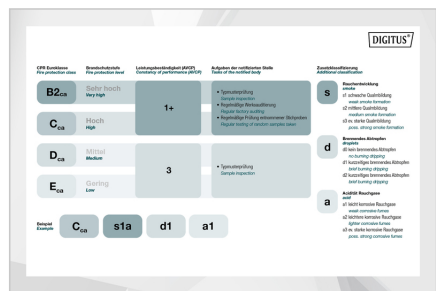 DIGITUS®
CPR Euroklasse
Fire protection class
Brandschutzstufe
Fire protection level
Leistungsbeständigkeit (AVCP)
Constancy of performance (AVCP)
Aufgaben der notifizierten Stelle
Tasks of the notified body
Zusatzklassifizierung
Additional classification
B2ca
Sehr hoch
Very high
Cca
Hoch
High
1+
• Typenunterprüfung
Sample inspection
• Regelmäßige Werksauditierung
Regular factory auditing
• Regelmäßige Prüfung entnommener Stichproben
Regular testing of random samples taken
Dca
Mittel
Medium
Eca
Gering
Low
3
• Typenunterprüfung
Sample inspection
s
Rauchentwicklung
smoke
s1 schwache Qualmbildung
weak smoke formation
s2 mittlere Qualmbildung
medium smoke formation
s3 ev. starke Qualmbildung
poss. strong smoke formation
d
Brennendes Abtropfen
droplets
d0 kein brennendes Abtropfen
no burning dripping
d1 kurzzeitiges brennendes Abtropfen
brief burning dripping
d2 kurzzeitiges brennendes Abtropfen
brief burning dripping
a
Acidität Rauchgase
acid
a1 leicht korrosive Rauchgase
weak corrosive fumes
a2 leichtere korrosive Rauchgase
lighter corrosive fumes
a3 ev. starke korrosive Rauchgase
poss. strong corrosive fumes
Beispiel
Example
Cca
s1a
d1
a1